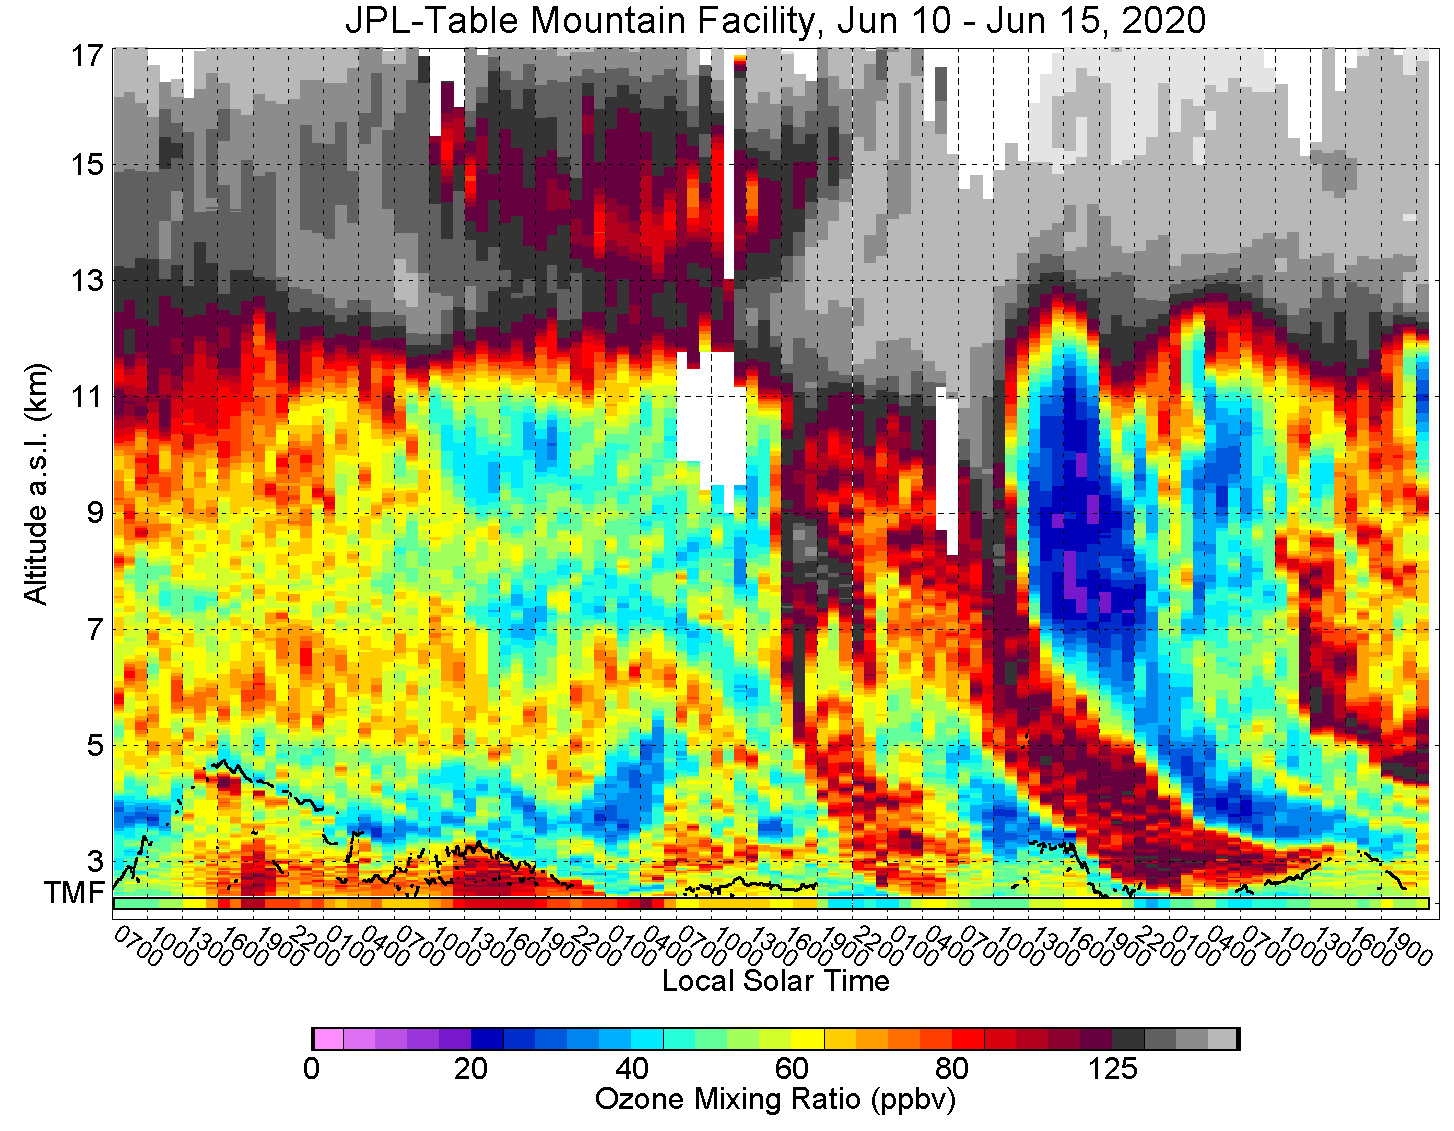 JPL-Table Mountain Facility, Jun 10 - Jun 15, 2020
17
15
13
11
9
7
5
3
TMF
Altitude a.s.l. (km)
0700 1000 1300 1600 1900 2200 0100 0400 0700 1000 1300 1600 1900 2200 0100 0400 0700 1000 1300 1600 1900 2200 0100 0400 0700 1000 1300 1600 1900 2200 0100 0400 0700 1000 1300 1600 1900
Local Solar Time
0 20 40 60 80 125
Ozone Mixing Ratio (ppbv)